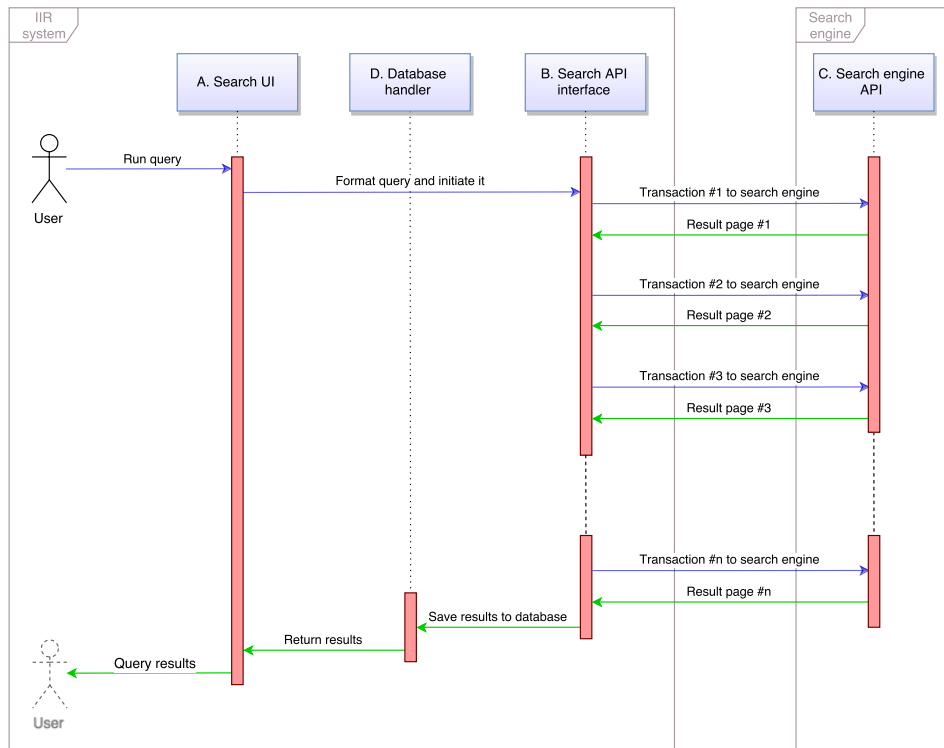 IIR
system
Search
engine
A. Search UI
D. Database
handler
B. Search API
interface
C. Search engine
API
Run query
User
Format query and initiate it
Transaction #1 to search engine
Result page #1
Transaction #2 to search engine
Result page #2
Transaction #3 to search engine
Result page #3
Transaction #n to search engine
Result page #n
Save results to database
Return results
Query results
User